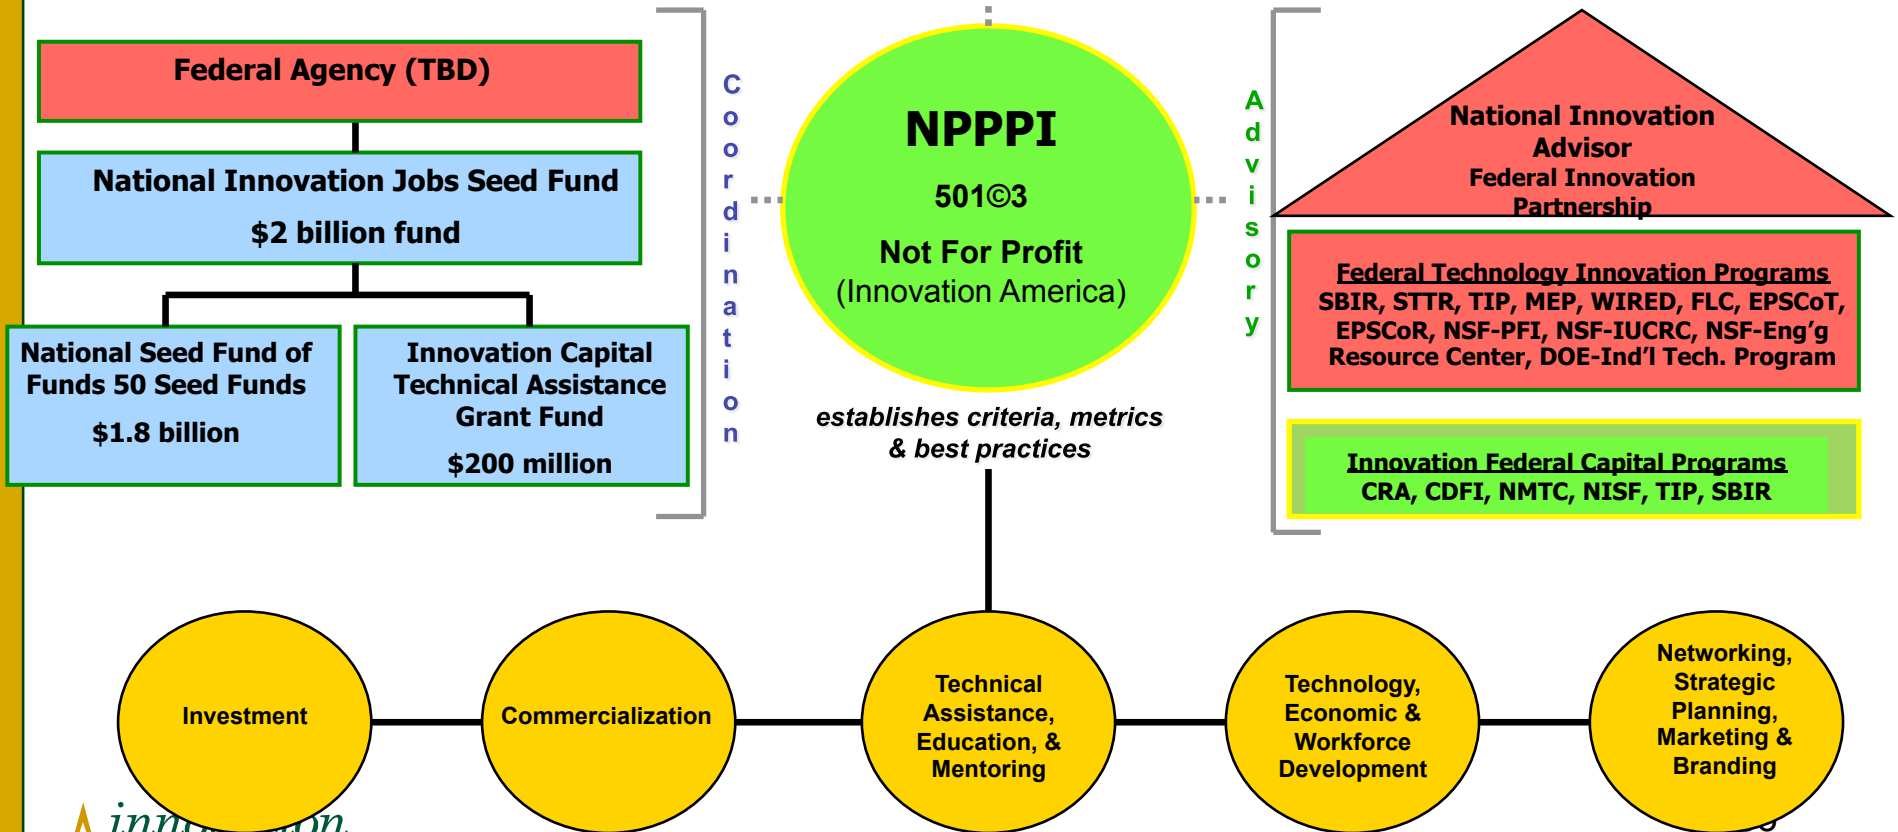 Federal Agency (TBD)
National Innovation Jobs Seed Fund
$2 billion fund
National Seed Fund of
Funds 50 Seed Funds
$1.8 billion
Innovation Capital
Technical Assistance
Grant Fund
$200 million
Coordination
NPPPI
501©3
Not For Profit
(Innovation America)
establishes criteria, metrics
& best practices
Advisory
National Innovation
Advisor
Federal Innovation
Partnership
Federal Technology Innovation Programs
SBIR, STTR, TIP, MEP, WIRED, FLC, EPSCoT,
EPSCoR, NSF-PFI, NSF-IUCRC, NSF-Eng’g
Resource Center, DOE-Ind’l Tech. Program
Innovation Federal Capital Programs
CRA, CDFI, NMTC, NISF, TIP, SBIR
Investment
Commercialization
Technical
Assistance,
Education, &
Mentoring
Technology,
Economic &
Workforce
Development
Networking,
Strategic
Planning,
Marketing &
Branding